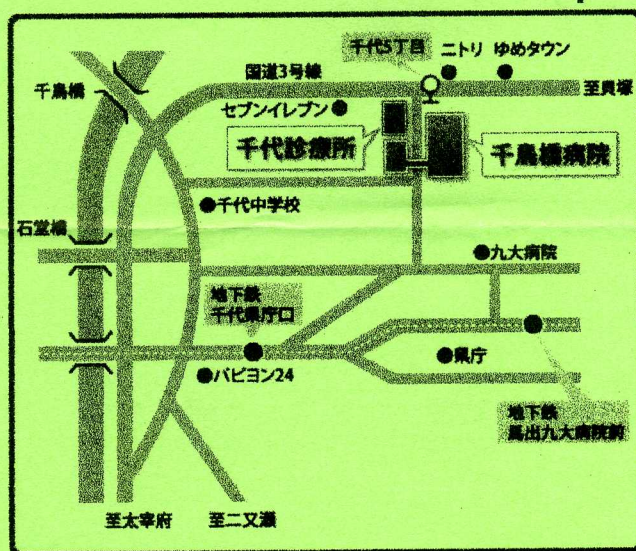 千代5丁目
ニトリ
ゆめタウン
国道3号線
千鳥橋
至貝塚
セブンイレブン
千代診療所
千鳥橋病院
千代中学校
石堂橋
九大病院
地下鉄
千代県庁口
県庁
パピヨン24
地下鉄
馬出九大病院前
至太宰府
至二又瀬